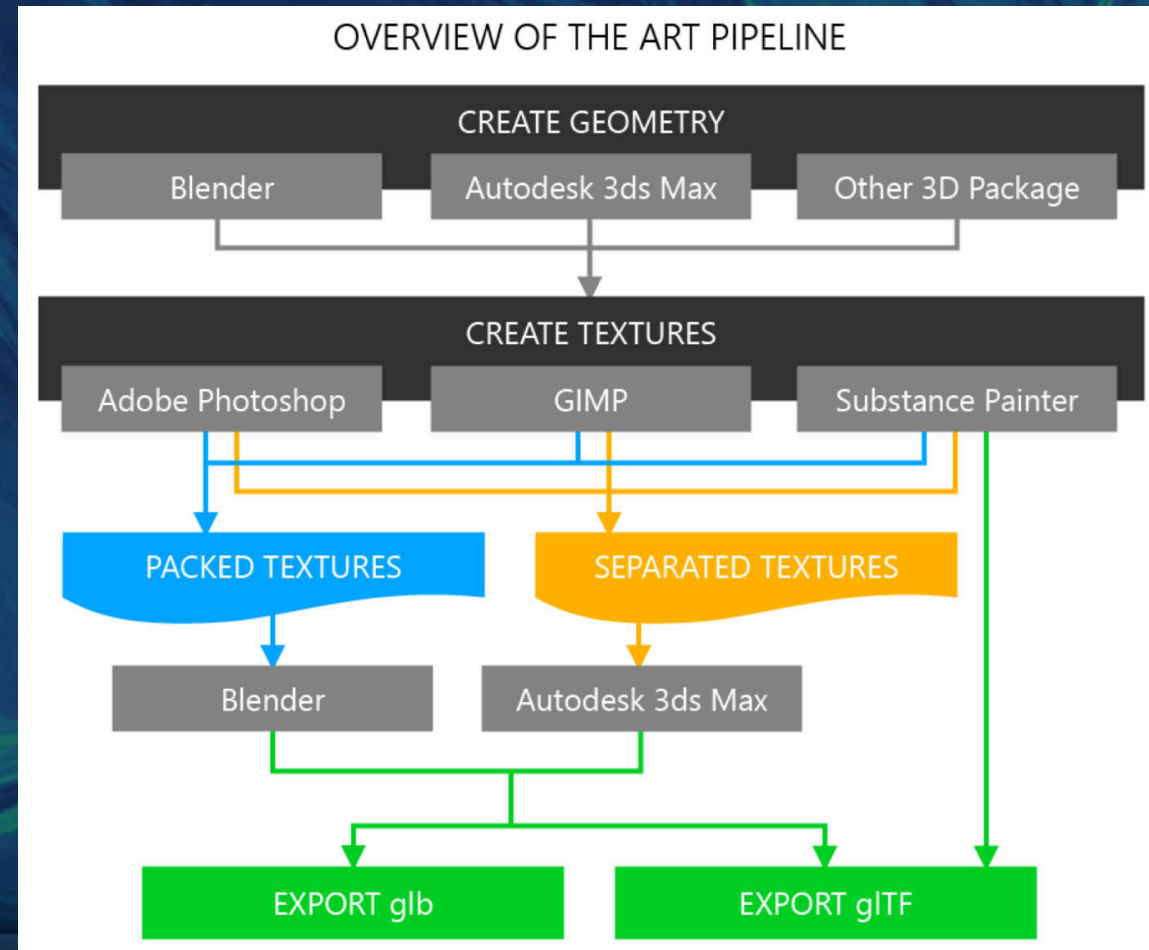 OVERVIEW OF THE ART PIPELINE
CREATE GEOMETRY
Blender
Autodesk 3ds Max
Other 3D Package
CREATE TEXTURES
Adobe Photoshop
GIMP
Substance Painter
PACKED TEXTURES
SEPARATED TEXTURES
Blender
Autodesk 3ds Max
EXPORT glb
EXPORT glTF